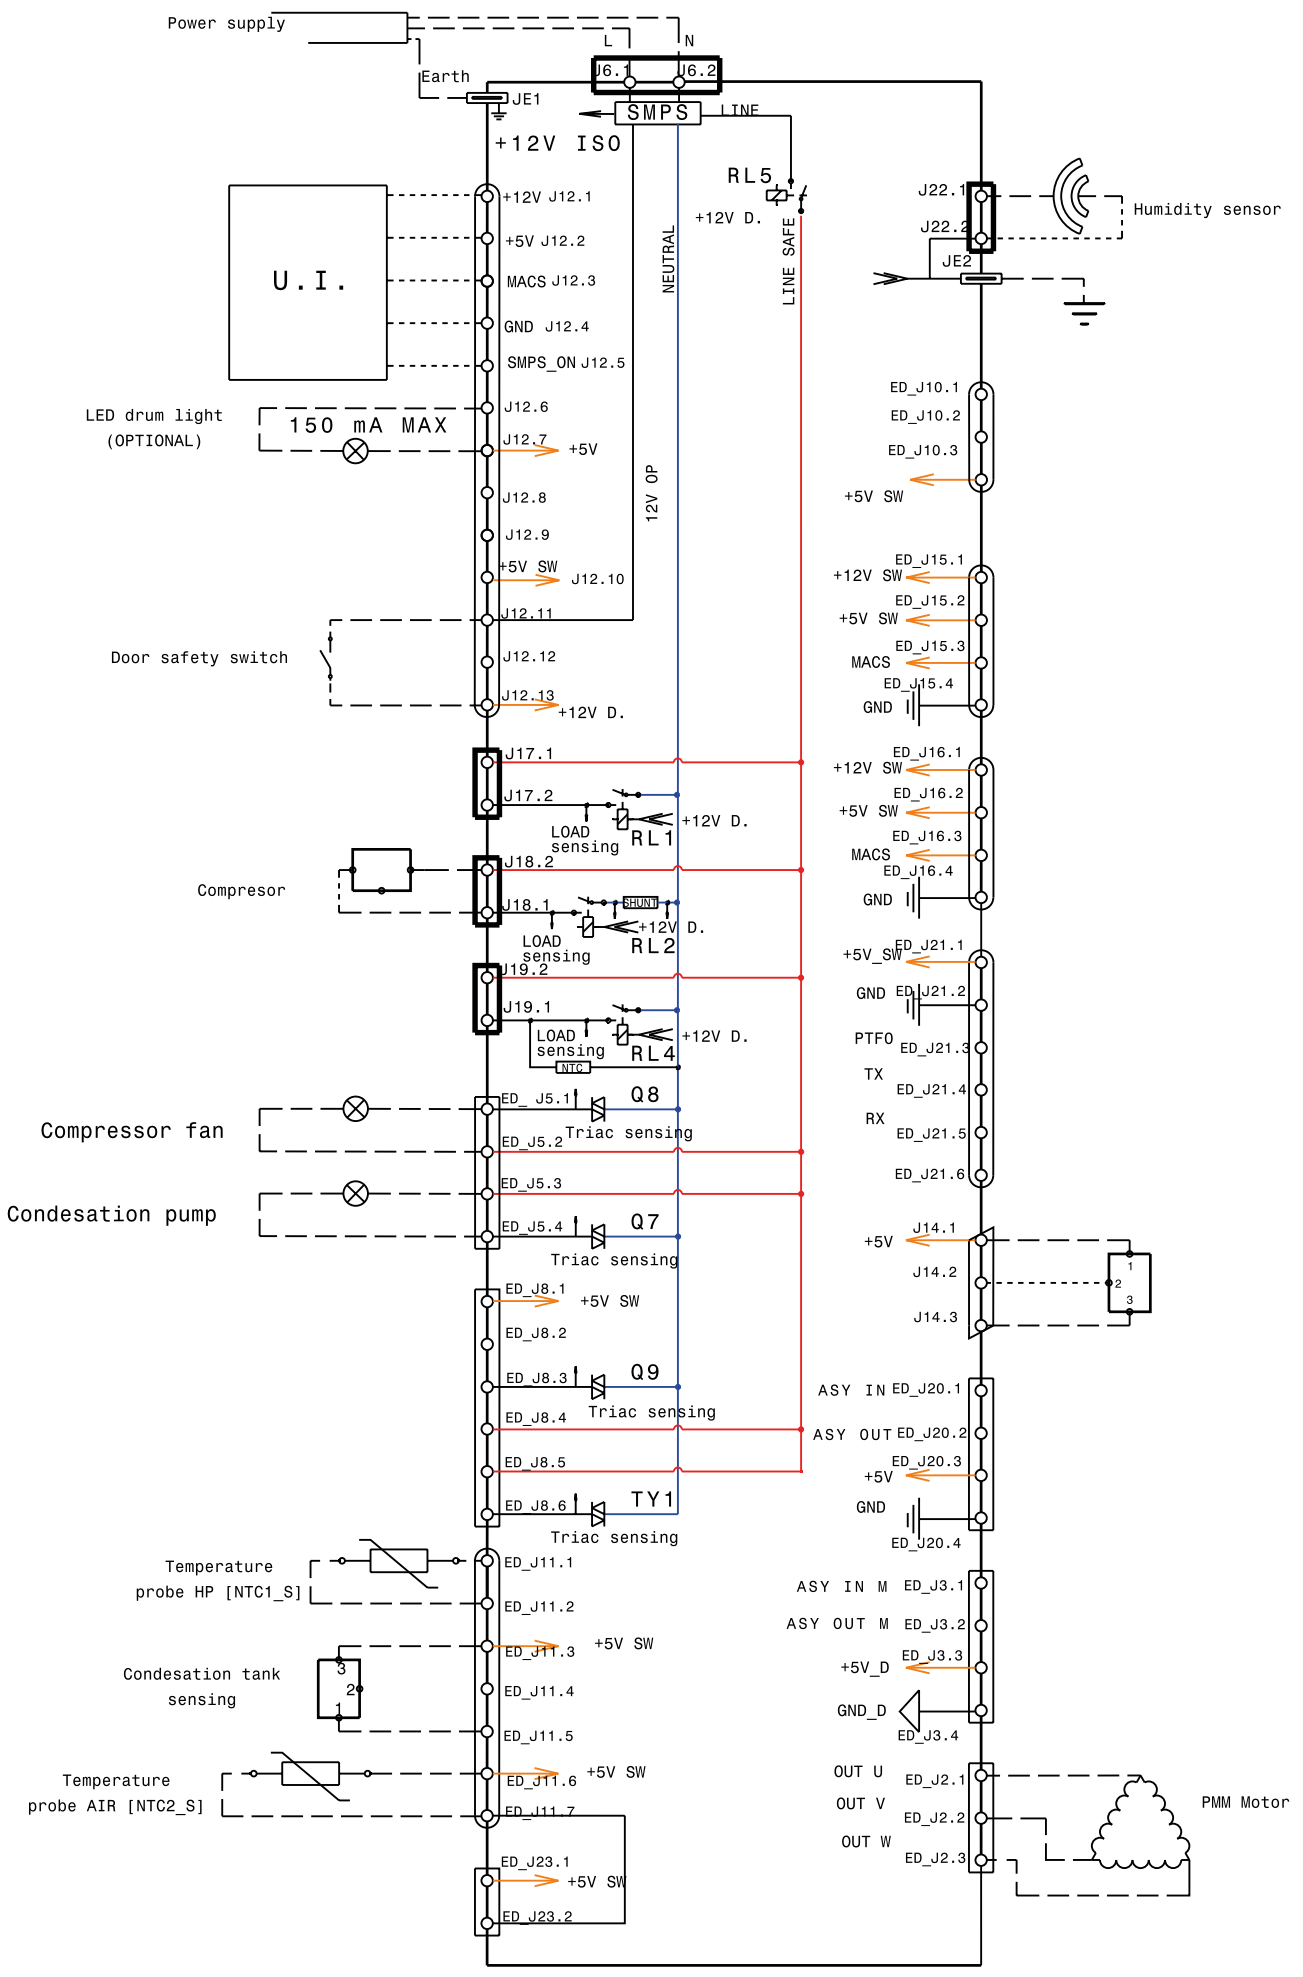 Power supply
L
N
J6.1
J6.2
Earth
JE1
SMPS
LINE
+12V ISO
RL5
+12V D.
NEUTRAL
LINE SAFE
12V OP
U.I.
+12V J12.1
+5V J12.2
MACS J12.3
GND J12.4
SMPS_ON J12.5
LED drum light
(OPTIONAL)
150 mA MAX
J12.6
J12.7
+5V
J12.8
J12.9
+5V SW
J12.10
J12.11
Door safety switch
J12.12
J12.13
+12V D.
J17.1
J17.2
LOAD
sensing
RL1
+12V D.
Compresor
J18.2
J18.1
SHUNT
LOAD
sensing
+12V D.
RL2
J19.2
J19.1
LOAD
sensing
RL4
+12V D.
NTC
Compressor fan
ED_ J5.1
Q8
Triac sensing
ED_J5.2
Condesation pump
ED_J5.3
ED_J5.4
Q7
Triac sensing
ED_J8.1
+5V SW
ED_J8.2
ED_J8.3
Q9
Triac sensing
ED_J8.4
ED_J8.5
ED_J8.6
TY1
Triac sensing
Temperature
probe HP [NTC1_S]
ED_J11.1
ED_J11.2
Condesation tank
sensing
3
2
1
ED_J11.3
+5V SW
ED_J11.4
ED_J11.5
Temperature
probe AIR [NTC2_S]
ED_J11.6
+5V SW
ED_J11.7
ED_J23.1
+5V SW
ED_J23.2
J22.1
J22.2
Humidity sensor
JE2
ED_J10.1
ED_J10.2
ED_J10.3
+5V SW
ED_J15.1
+12V SW
ED_J15.2
+5V SW
ED_J15.3
MACS
ED_J15.4
GND
ED_J16.1
+12V SW
ED_J16.2
+5V SW
ED_J16.3
MACS
ED_J16.4
GND
ED_J21.1
+5V_SW
GND ED_J21.2
PTFO ED_J21.3
TX
ED_J21.4
RX
ED_J21.5
ED_J21.6
J14.1
+5V
J14.2
J14.3
1
2
3
ASY IN ED_J20.1
ASY OUT ED_J20.2
ED_J20.3
+5V
GND
ED_J20.4
ASY IN M ED_J3.1
ASY OUT M ED_J3.2
ED_J3.3
+5V_D
GND_D
ED_J3.4
OUT U
ED_J2.1
OUT V
ED_J2.2
OUT W
ED_J2.3
PMM Motor